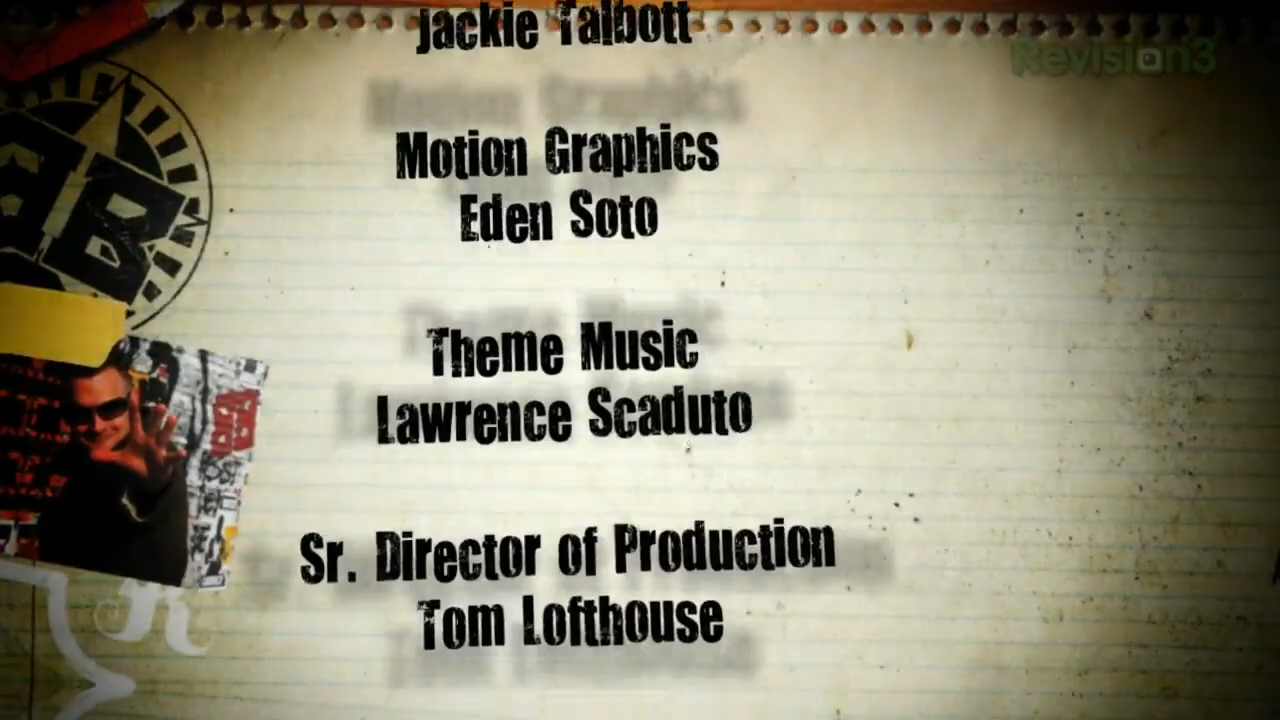 Jackie Talbott
Revision3
Motion Graphics
Eden Soto
Theme Music
Lawrence Scaduto
Sr. Director of Production
Tom Lofthouse